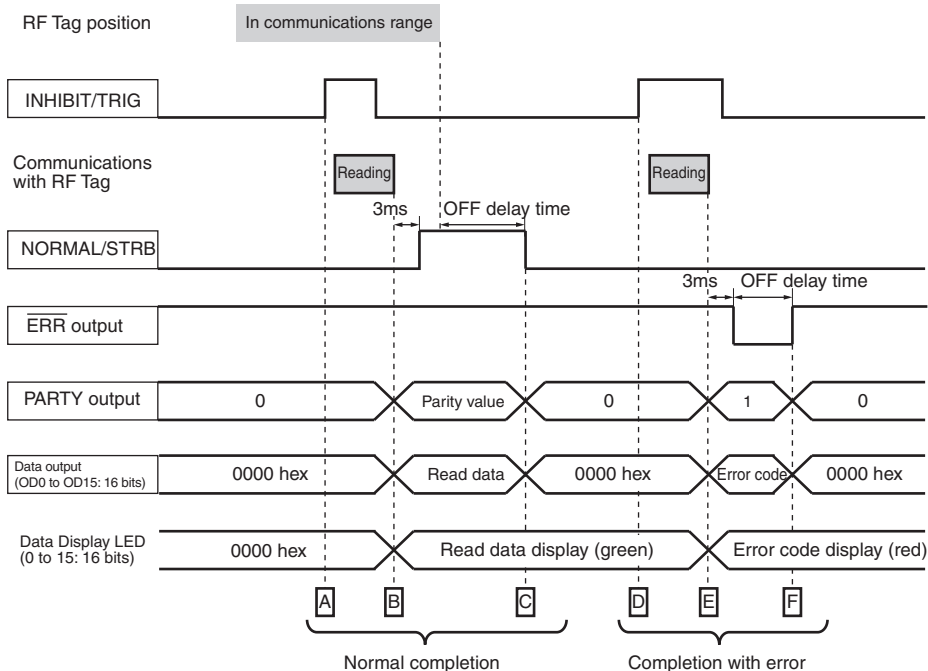 RF Tag position
In communications range
INHIBIT/TRIG
Communications
with RF Tag
Reading
Reading
3ms
OFF delay time
NORMAL/STRB
3ms
OFF delay time
ERR output
PARTY output
0
Parity value
0
1
0
Data output
(OD0 to OD15: 16 bits)
0000 hex
Read data
0000 hex
Error code
0000 hex
Data Display LED
(0 to 15: 16 bits)
0000 hex
Read data display (green)
Error code display (red)
A
B
C
D
E
F
Normal completion
Completion with error